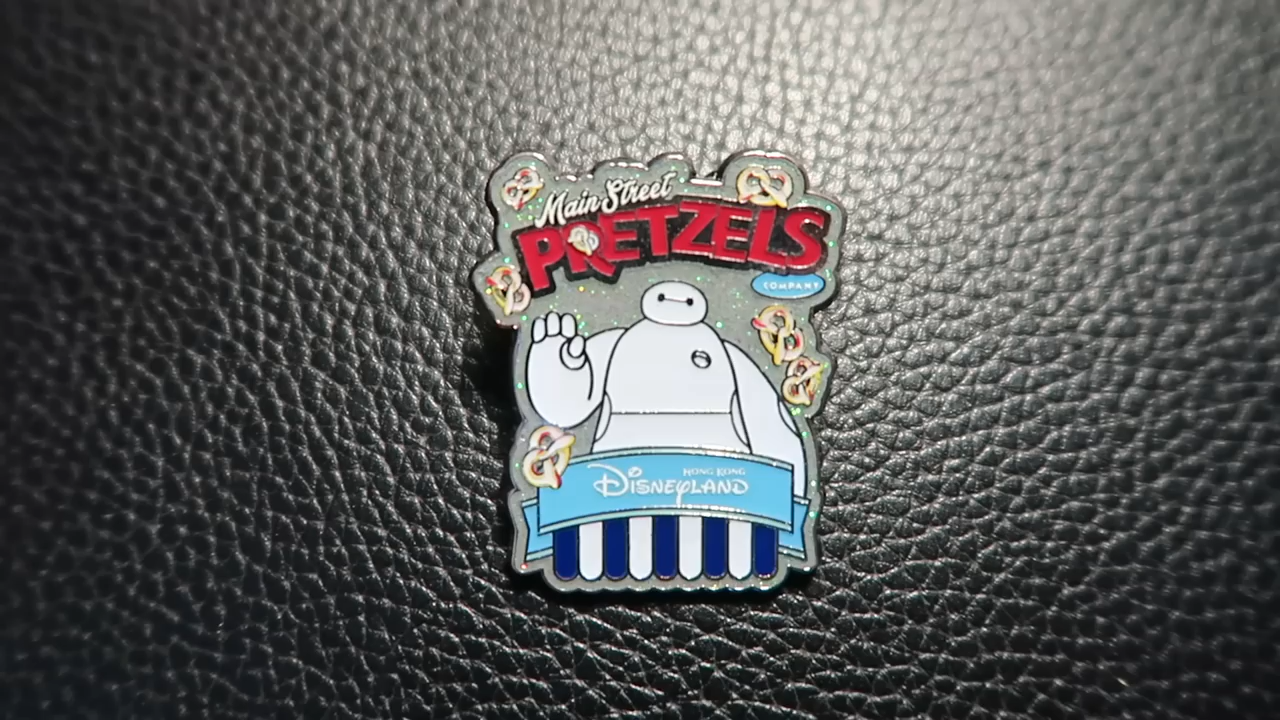 Main Street
PRETZELS
COMPANY
HONG KONG
DISNEYLAND